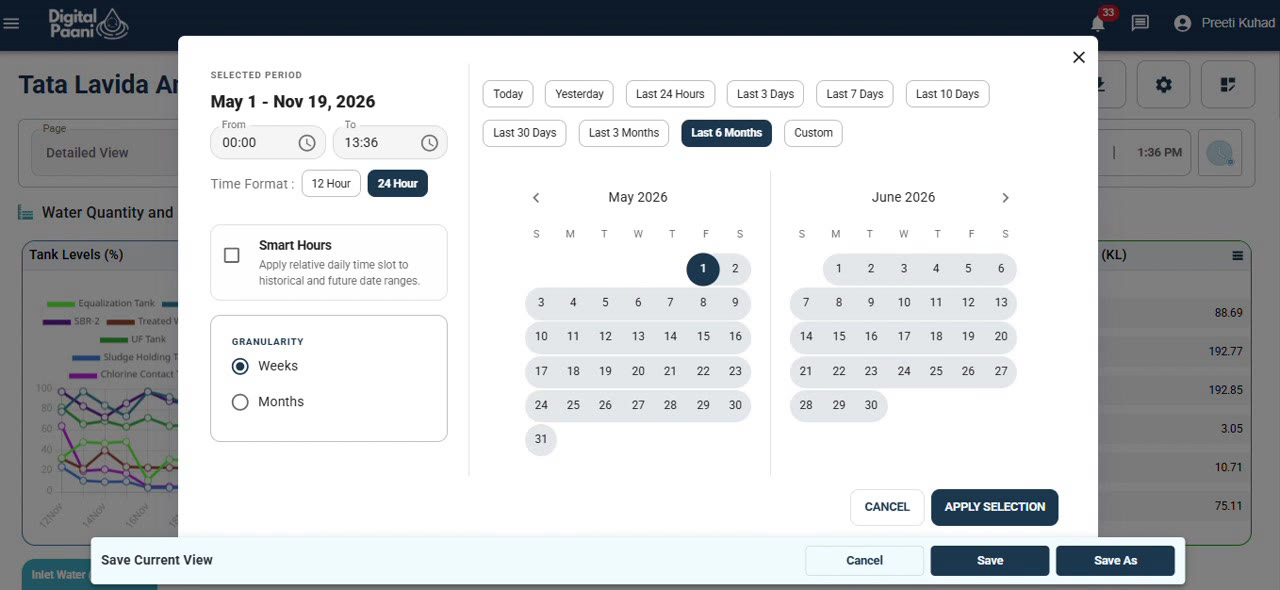 Digital
Paani
33
Preeti Kuhad
Tata Lavida
Page
Detailed View
1:36 PM
Water Quantity and
Tank Levels (%)
(KL)
Equalization Tank
SBR-2
Treated
UF Tank
Sludge Holding
Chlorine Contact
100
80
60
40
20
0
12Nov
14Nov
16Nov
88.69
192.77
192.85
3.05
10.71
75.11
Inlet Water
SELECTED PERIOD
May 1 - Nov 19, 2026
From
00:00
To
13:36
Time Format :
12 Hour
24 Hour
Smart Hours
Apply relative daily time slot to
historical and future date ranges.
GRANULARITY
Weeks
Months
Today
Yesterday
Last 24 Hours
Last 3 Days
Last 7 Days
Last 10 Days
Last 30 Days
Last 3 Months
Last 6 Months
Custom
May 2026
S M T W T F S
1 2
3 4 5 6 7 8 9
10 11 12 13 14 15 16
17 18 19 20 21 22 23
24 25 26 27 28 29 30
31
June 2026
S M T W T F S
1 2 3 4 5 6
7 8 9 10 11 12 13
14 15 16 17 18 19 20
21 22 23 24 25 26 27
28 29 30
CANCEL
APPLY SELECTION
Save Current View
Cancel
Save
Save As